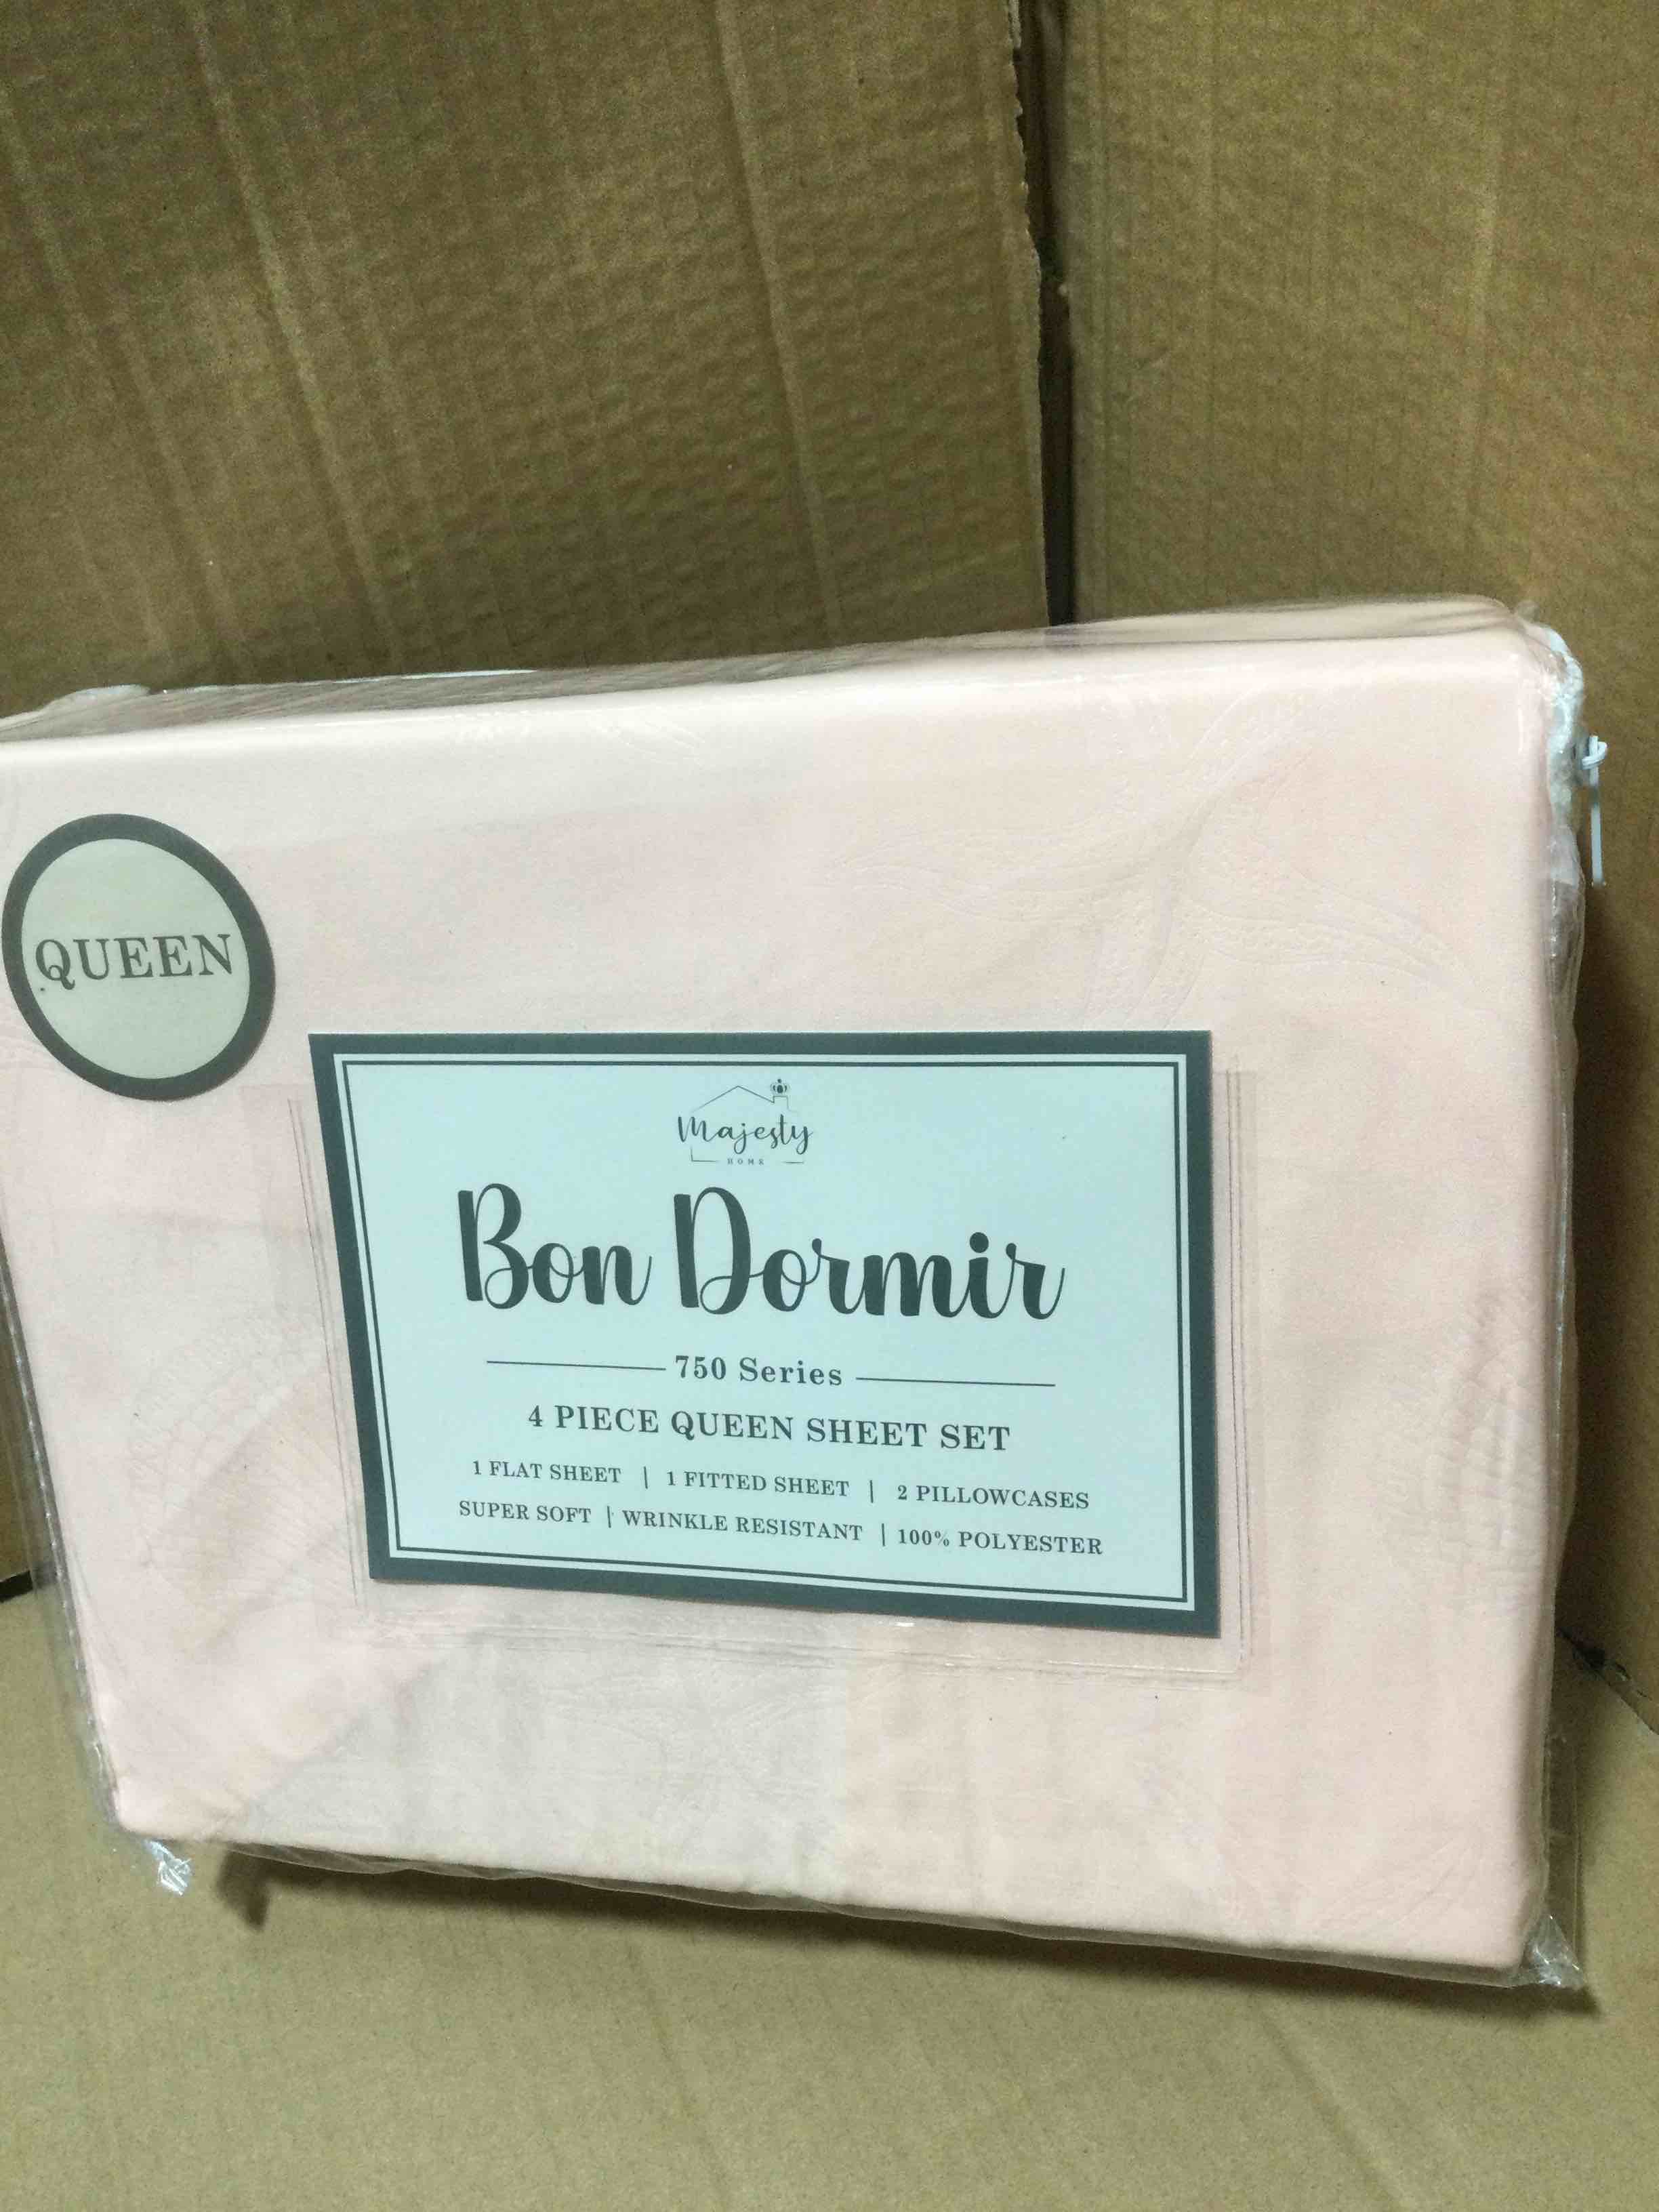 QUEEN
Majesty
HOME
Bon Dormir
750 Series
4 PIECE QUEEN SHEET SET
1 FLAT SHEET | 1 FITTED SHEET | 2 PILLOWCASES
SUPER SOFT | WRINKLE RESISTANT | 100% POLYESTER